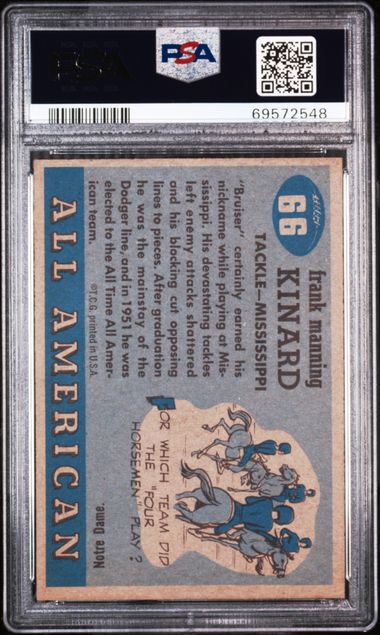 PSA
PSA
69572548
66
frank manning
KINARD
TACKLE—MISSISSIPPI
"Bruiser" certainly earned his
nickname while playing at Mis-
sissippi. His devastating tackles
left enemy attacks shattered
and his blocking cut opposing
lines to pieces. After graduation
he was the mainstay of the
Dodger line, and in 1951 he was
elected to the All Time All Amer-
ican team.
©T.C.G. printed in U.S.A.
FOR WHICH TEAM DID
THE "FOUR
HORSEMEN" PLAY?
Notre Dame.
ALL AMERICAN